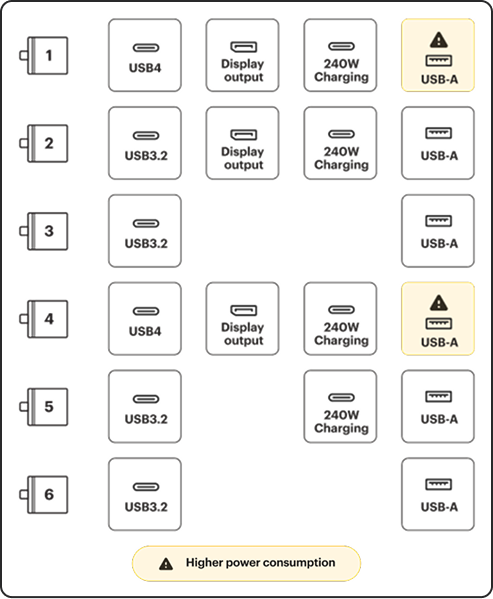 1
USB4
Display
output
240W
Charging
USB-A
2
USB3.2
Display
output
240W
Charging
USB-A
3
USB3.2
USB-A
4
USB4
Display
output
240W
Charging
USB-A
5
USB3.2
240W
Charging
USB-A
6
USB3.2
USB-A
Higher power consumption